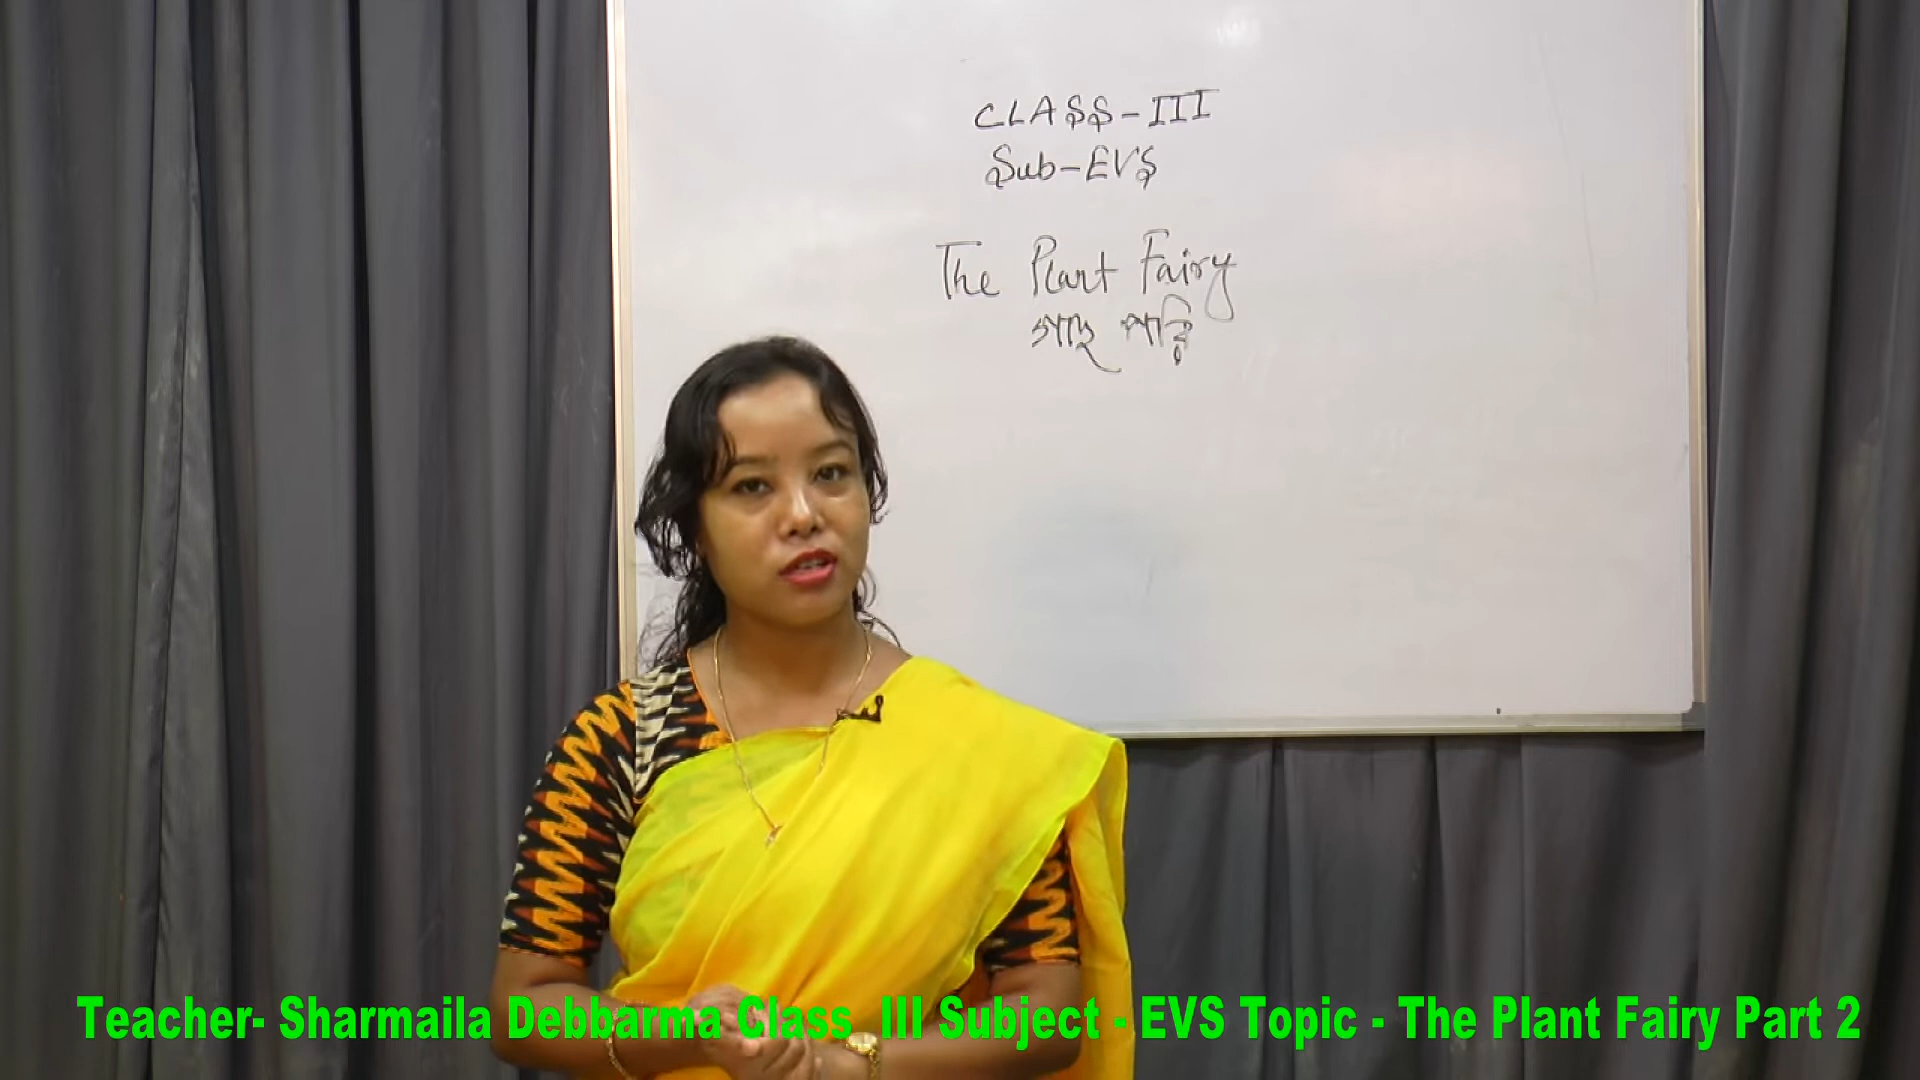 CLASS-III
Sub-EVS
The Plant Fairy
গাছ পরি
Teacher- Sharmaila Debbarma Class III Subject - EVS Topic - The Plant Fairy Part 2